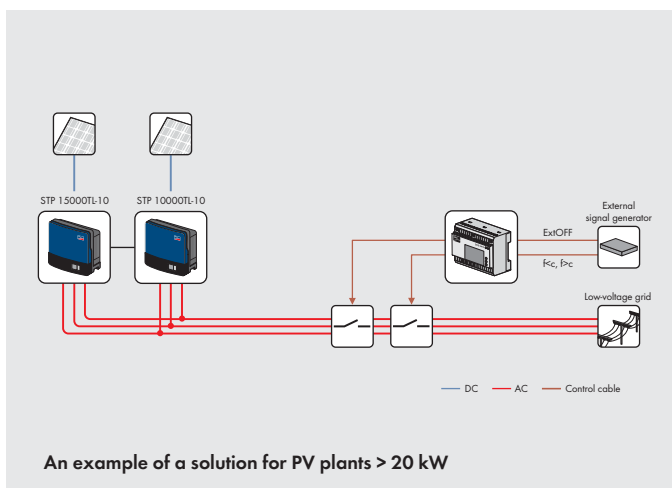 STP 15000TL-10
STP 10000TL-10
External
signal generator
ExtOFF
f<c, f>c
Low-voltage grid
DC
AC
Control cable
An example of a solution for PV plants > 20 kW